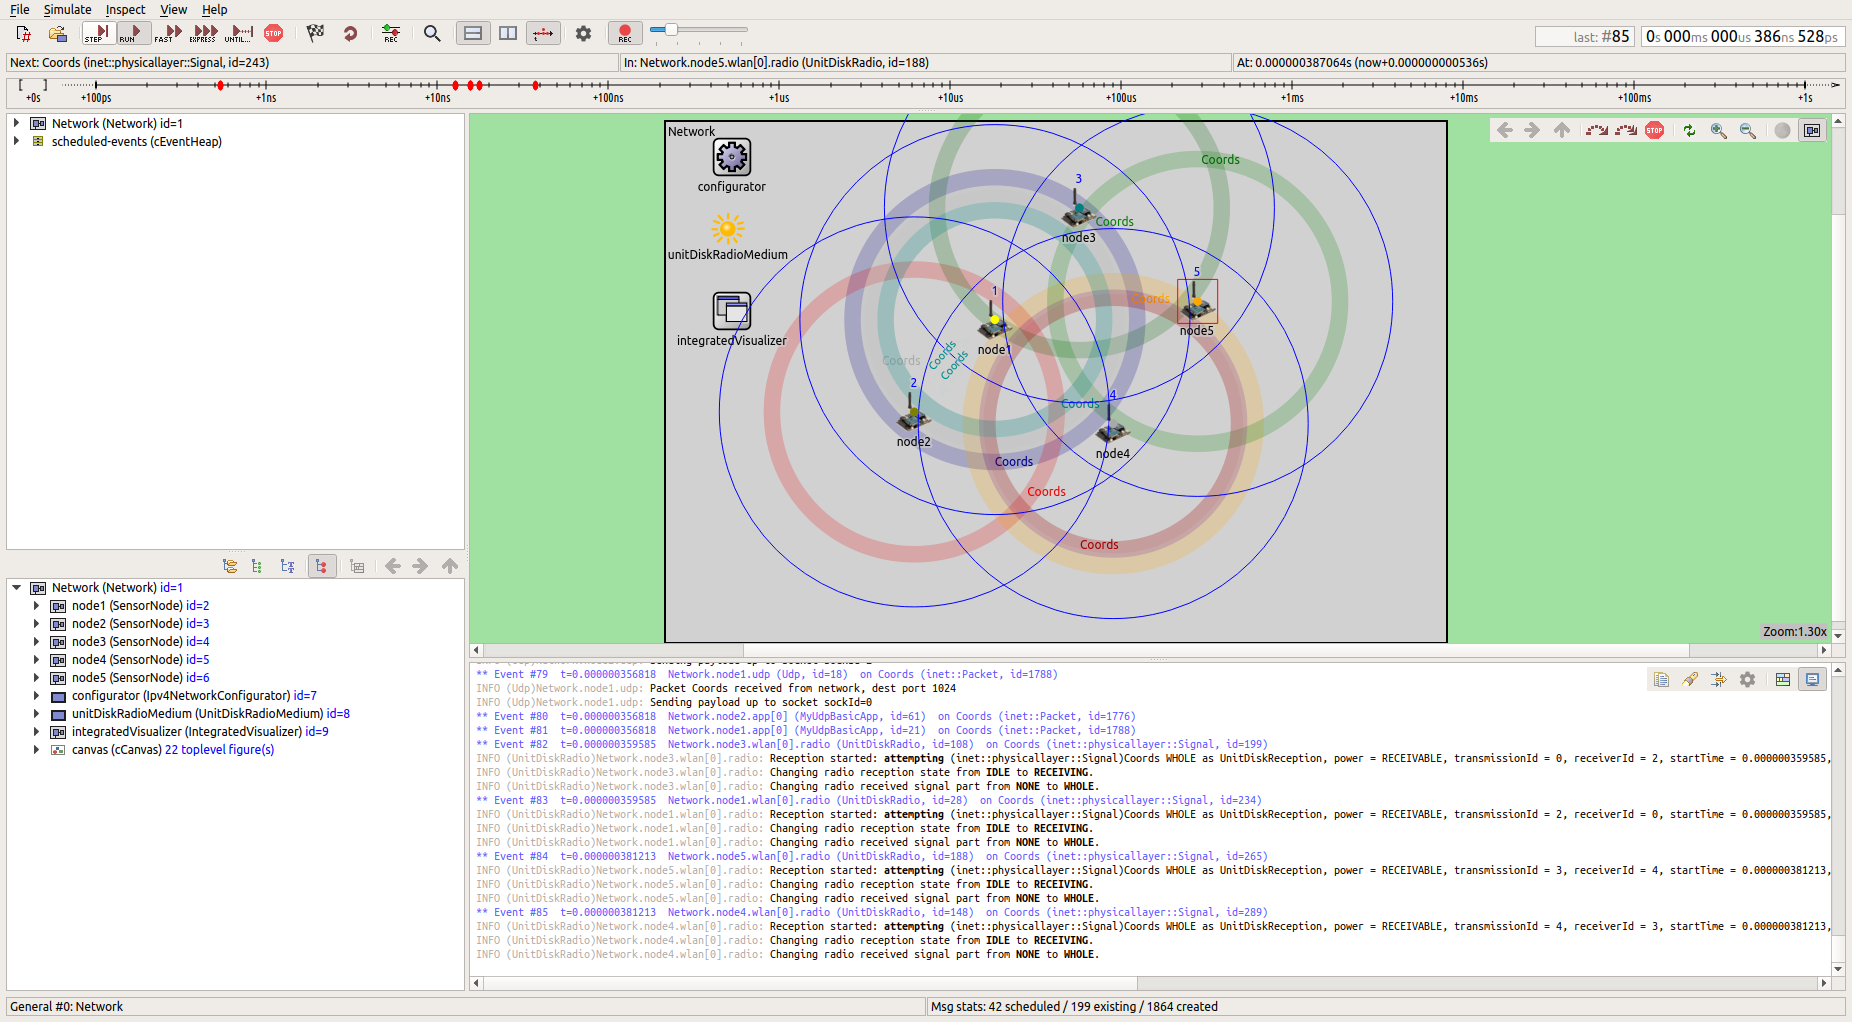 File Simulate Inspect View Help
STEP RUN FAST EXPRESS UNTIL... STOP REC REC
last: #85 0s 000ms 000us 386ns 528ps
Next: Coords (inet::physicallayer::Signal, id=243) In: Network.node5.wlan[0].radio (UnitDiskRadio, id=188) At: 0.000000387064s (now+0.000000000536s)
+0s +100ps +1ns +10ns +100ns +1us +10us +100us +1ms +10ms +100ms +1s
Network (Network) id=1
scheduled-events (cEventHeap)
Network (Network) id=1
node1 (SensorNode) id=2
node2 (SensorNode) id=3
node3 (SensorNode) id=4
node4 (SensorNode) id=5
node5 (SensorNode) id=6
configurator (Ipv4NetworkConfigurator) id=7
unitDiskRadioMedium (UnitDiskRadioMedium) id=8
integratedVisualizer (IntegratedVisualizer) id=9
canvas (cCanvas) 22 toplevel figure(s)
Network
STOP
Coords
3
configurator
Coords
node3
unitDiskRadioMedium
5
1
Coords
node5
integratedVisualizer
node1
Coords
Coords
Coords
2
4
Coords
node2
node4
Coords
Coords
Coords
Zoom:1.30x
** Event #79 t=0.000000356818 Network.node1.udp (Udp, id=18) on Coords (inet::Packet, id=1788)
INFO (Udp)Network.node1.udp: Packet Coords received from network, dest port 1024
INFO (Udp)Network.node1.udp: Sending payload up to socket sockId=0
** Event #80 t=0.000000356818 Network.node2.app[0] (MyUdpBasicApp, id=61) on Coords (inet::Packet, id=1776)
** Event #81 t=0.000000356818 Network.node1.app[0] (MyUdpBasicApp, id=21) on Coords (inet::Packet, id=1788)
** Event #82 t=0.000000359585 Network.node3.wlan[0].radio (UnitDiskRadio, id=108) on Coords (inet::physicallayer::Signal, id=199)
INFO (UnitDiskRadio)Network.node3.wlan[0].radio: Reception started: attempting (inet::physicallayer::Signal)Coords WHOLE as UnitDiskReception, power = RECEIVABLE, transmissionId = 0, receiverId = 2, startTime = 0.000000359585,
INFO (UnitDiskRadio)Network.node3.wlan[0].radio: Changing radio reception state from IDLE to RECEIVING.
INFO (UnitDiskRadio)Network.node3.wlan[0].radio: Changing radio received signal part from NONE to WHOLE.
** Event #83 t=0.000000359585 Network.node1.wlan[0].radio (UnitDiskRadio, id=28) on Coords (inet::physicallayer::Signal, id=234)
INFO (UnitDiskRadio)Network.node1.wlan[0].radio: Reception started: attempting (inet::physicallayer::Signal)Coords WHOLE as UnitDiskReception, power = RECEIVABLE, transmissionId = 2, receiverId = 0, startTime = 0.000000359585,
INFO (UnitDiskRadio)Network.node1.wlan[0].radio: Changing radio reception state from IDLE to RECEIVING.
INFO (UnitDiskRadio)Network.node1.wlan[0].radio: Changing radio received signal part from NONE to WHOLE.
** Event #84 t=0.000000381213 Network.node5.wlan[0].radio (UnitDiskRadio, id=188) on Coords (inet::physicallayer::Signal, id=265)
INFO (UnitDiskRadio)Network.node5.wlan[0].radio: Reception started: attempting (inet::physicallayer::Signal)Coords WHOLE as UnitDiskReception, power = RECEIVABLE, transmissionId = 3, receiverId = 4, startTime = 0.000000381213,
INFO (UnitDiskRadio)Network.node5.wlan[0].radio: Changing radio reception state from IDLE to RECEIVING.
INFO (UnitDiskRadio)Network.node5.wlan[0].radio: Changing radio received signal part from NONE to WHOLE.
** Event #85 t=0.000000381213 Network.node4.wlan[0].radio (UnitDiskRadio, id=148) on Coords (inet::physicallayer::Signal, id=289)
INFO (UnitDiskRadio)Network.node4.wlan[0].radio: Reception started: attempting (inet::physicallayer::Signal)Coords WHOLE as UnitDiskReception, power = RECEIVABLE, transmissionId = 4, receiverId = 3, startTime = 0.000000381213,
INFO (UnitDiskRadio)Network.node4.wlan[0].radio: Changing radio reception state from IDLE to RECEIVING.
INFO (UnitDiskRadio)Network.node4.wlan[0].radio: Changing radio received signal part from NONE to WHOLE.
General #0: Network Msg stats: 42 scheduled / 199 existing / 1864 created